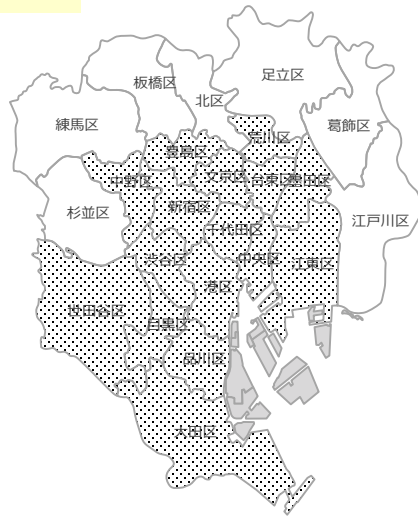 足立区
板橋区
北区
練馬区
葛飾区
荒川区
豊島区
文京区
台東区
墨田区
中野区
杉並区
新宿区
江戸川区
千代田区
渋谷区
中央区
江東区
港区
世田谷区
目黒区
品川区
大田区